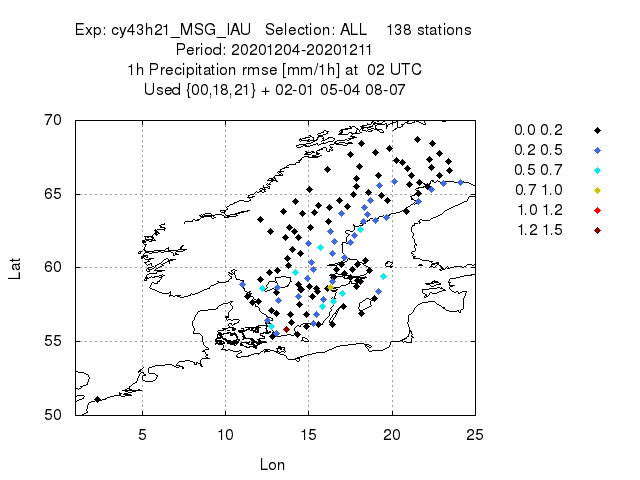 Exp: cy43h21_MSG_IAU Selection: ALL 138 stations
Period: 20201204-20201211
1h Precipitation rmse [mm/1h] at 02 UTC
Used {00,18,21} + 02-01 05-04 08-07
70
65
60
55
50
Lat
5
10
15
20
25
Lon
0.0 0.2
0.2 0.5
0.5 0.7
0.7 1.0
1.0 1.2
1.2 1.5